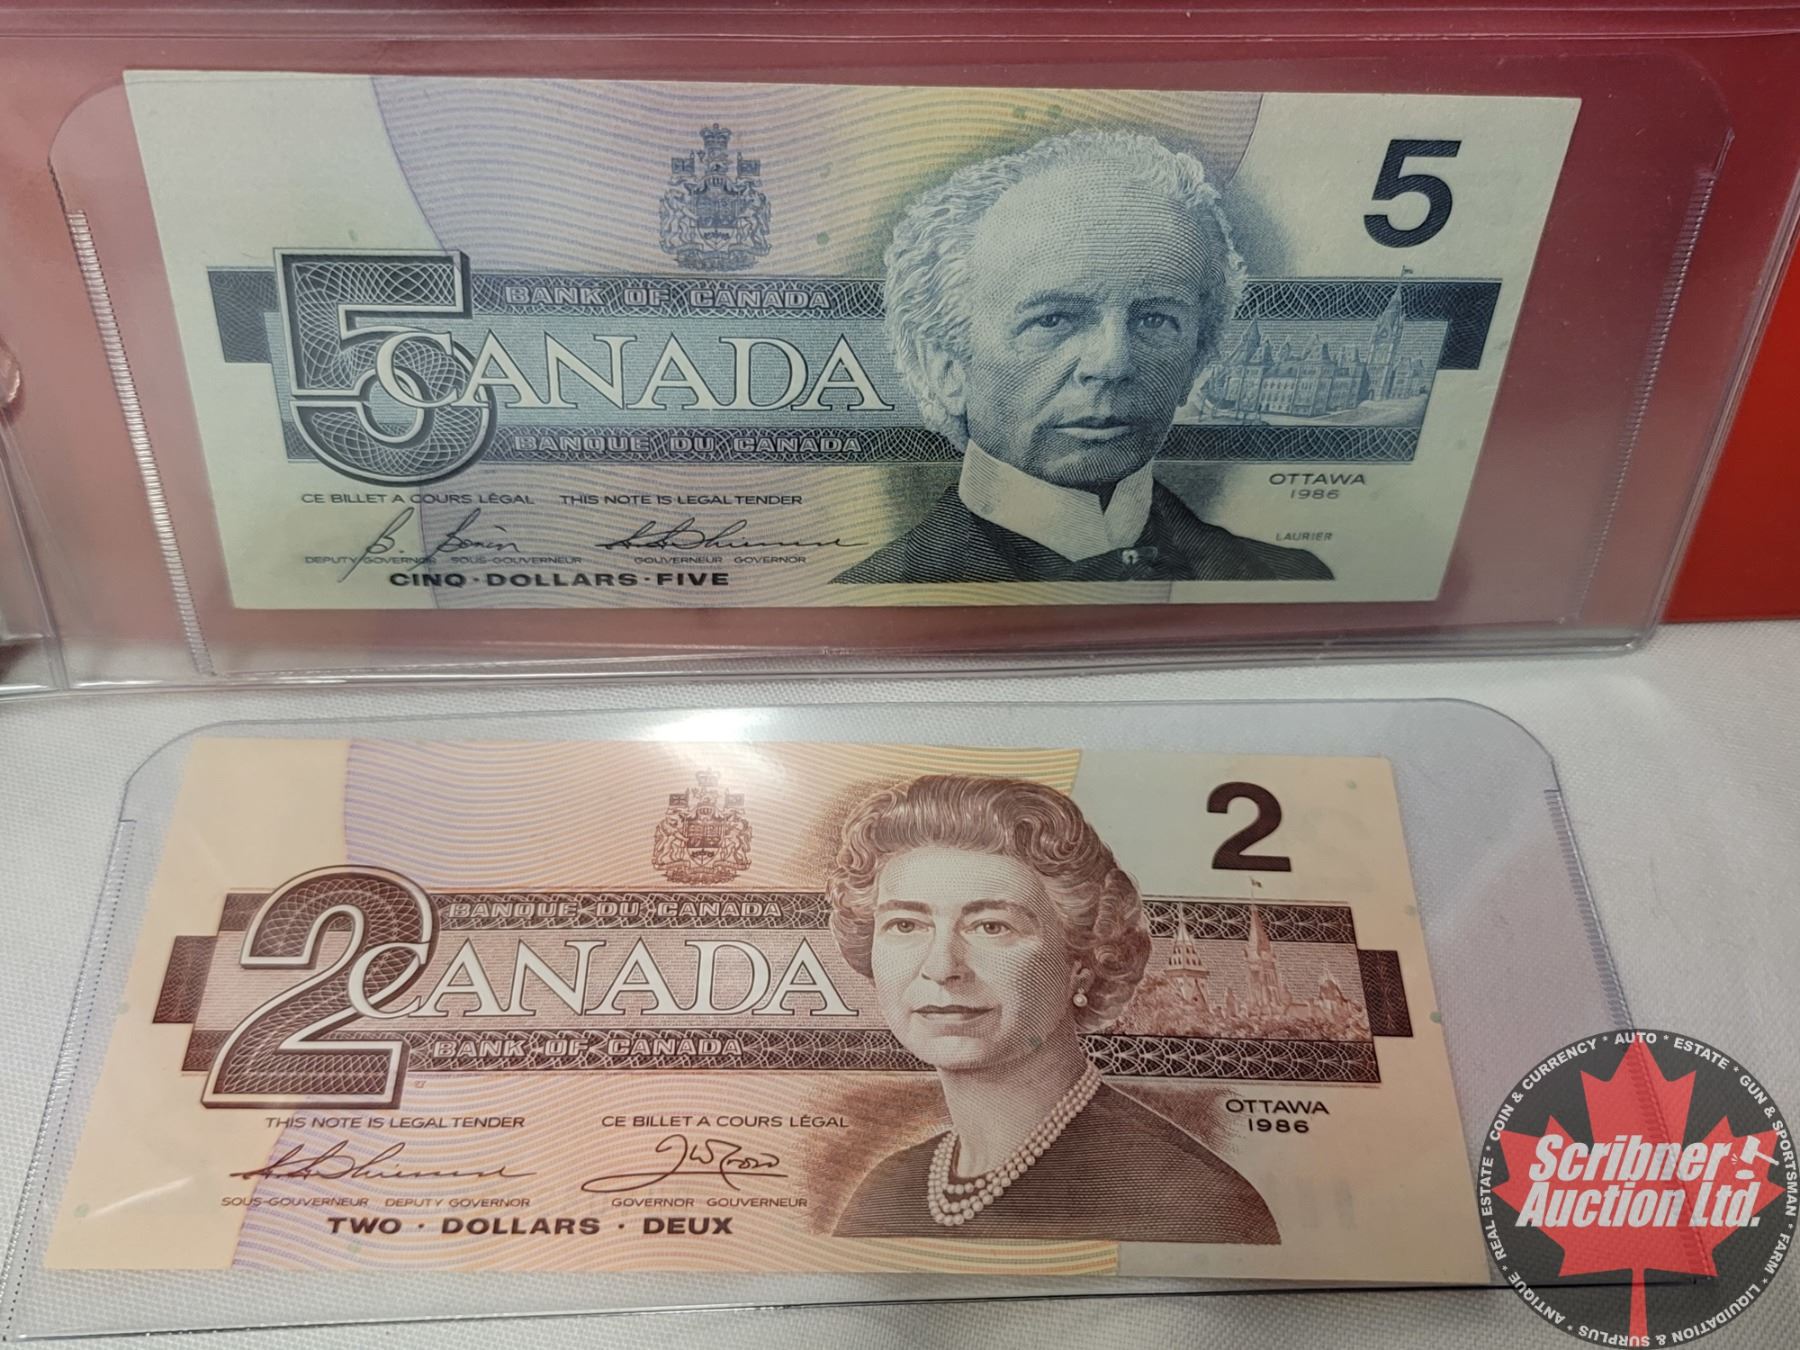 5
BANK OF CANADA
5 CANADA
BANQUE DU CANADA
OTTAWA
1986
CE BILLET A COURS LÉGAL THIS NOTE IS LEGAL TENDER
LAURIER
DEPUTY GOVERNOR SOUS-GOUVERNEUR GOUVERNEUR GOVERNOR
CINQ · DOLLARS · FIVE
2
BANQUE DU CANADA
2 CANADA
BANK OF CANADA
OTTAWA
1986
THIS NOTE IS LEGAL TENDER CE BILLET A COURS LÉGAL
SOUS-GOUVERNEUR DEPUTY GOVERNOR GOVERNOR GOUVERNEUR
TWO · DOLLARS · DEUX
Scribner
Auction Ltd.
ANTIQUE * REAL ESTATE * COIN & CURRENCY * AUTO * ESTATE * GUN & SPORTSMAN * FARM * LIQUIDATION & SURPLUS *